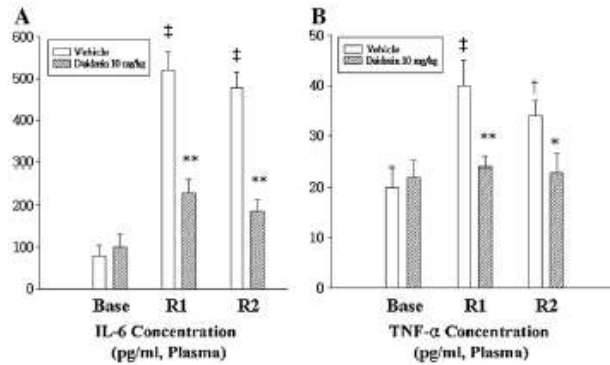 A
600
500
400
300
200
100
0
Vehicle
Daidzin 10 mg/kg
‡
**
‡
**
Base R1 R2
IL-6 Concentration
(pg/ml, Plasma)
B
50
40
30
20
10
0
Vehicle
Daidzin 10 mg/kg
‡
**
†
*
Base R1 R2
TNF-α Concentration
(pg/ml, Plasma)